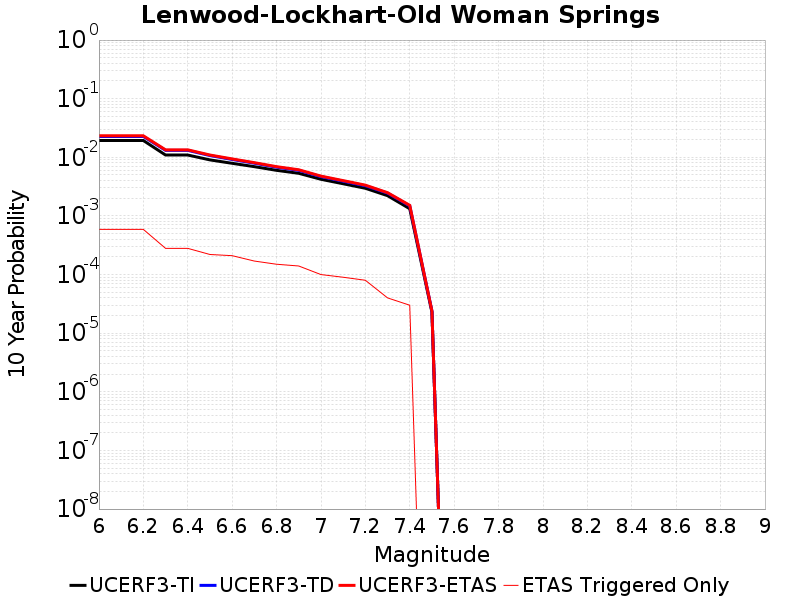 Lenwood-Lockhart-Old Woman Springs
10^0
10^-1
10^-2
10^-3
10^-4
10^-5
10^-6
10^-7
10^-8
10 Year Probability
6 6.2 6.4 6.6 6.8 7 7.2 7.4 7.6 7.8 8 8.2 8.4 8.6 8.8 9
Magnitude
UCERF3-TI UCERF3-TD UCERF3-ETAS ETAS Triggered Only